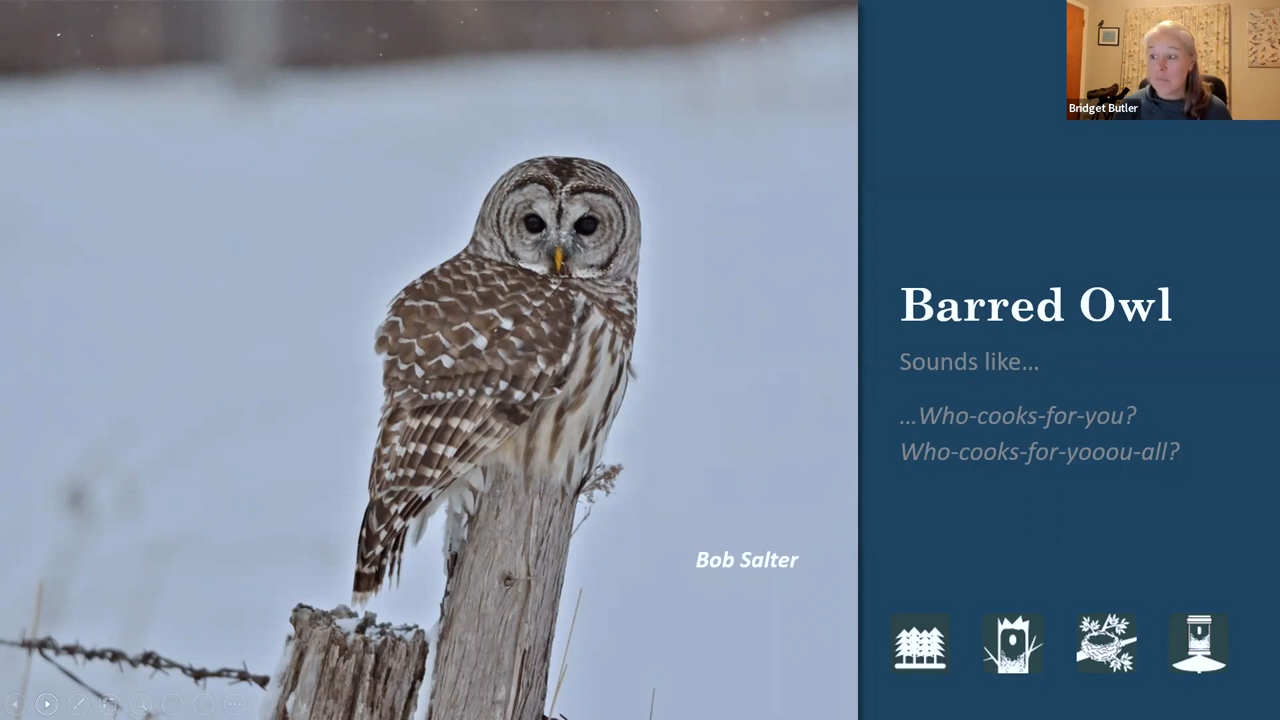 Bridget Butler
Barred Owl
Sounds like…
…Who-cooks-for-you?
Who-cooks-for-yooou-all?
Bob Salter